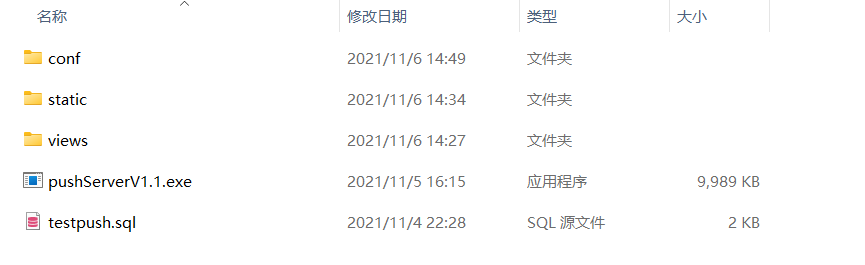 名称 修改日期 类型 大小
conf 2021/11/6 14:49 文件夹
static 2021/11/6 14:34 文件夹
views 2021/11/6 14:27 文件夹
pushServerV1.1.exe 2021/11/5 16:15 应用程序 9,989 KB
testpush.sql 2021/11/4 22:28 SQL 源文件 2 KB